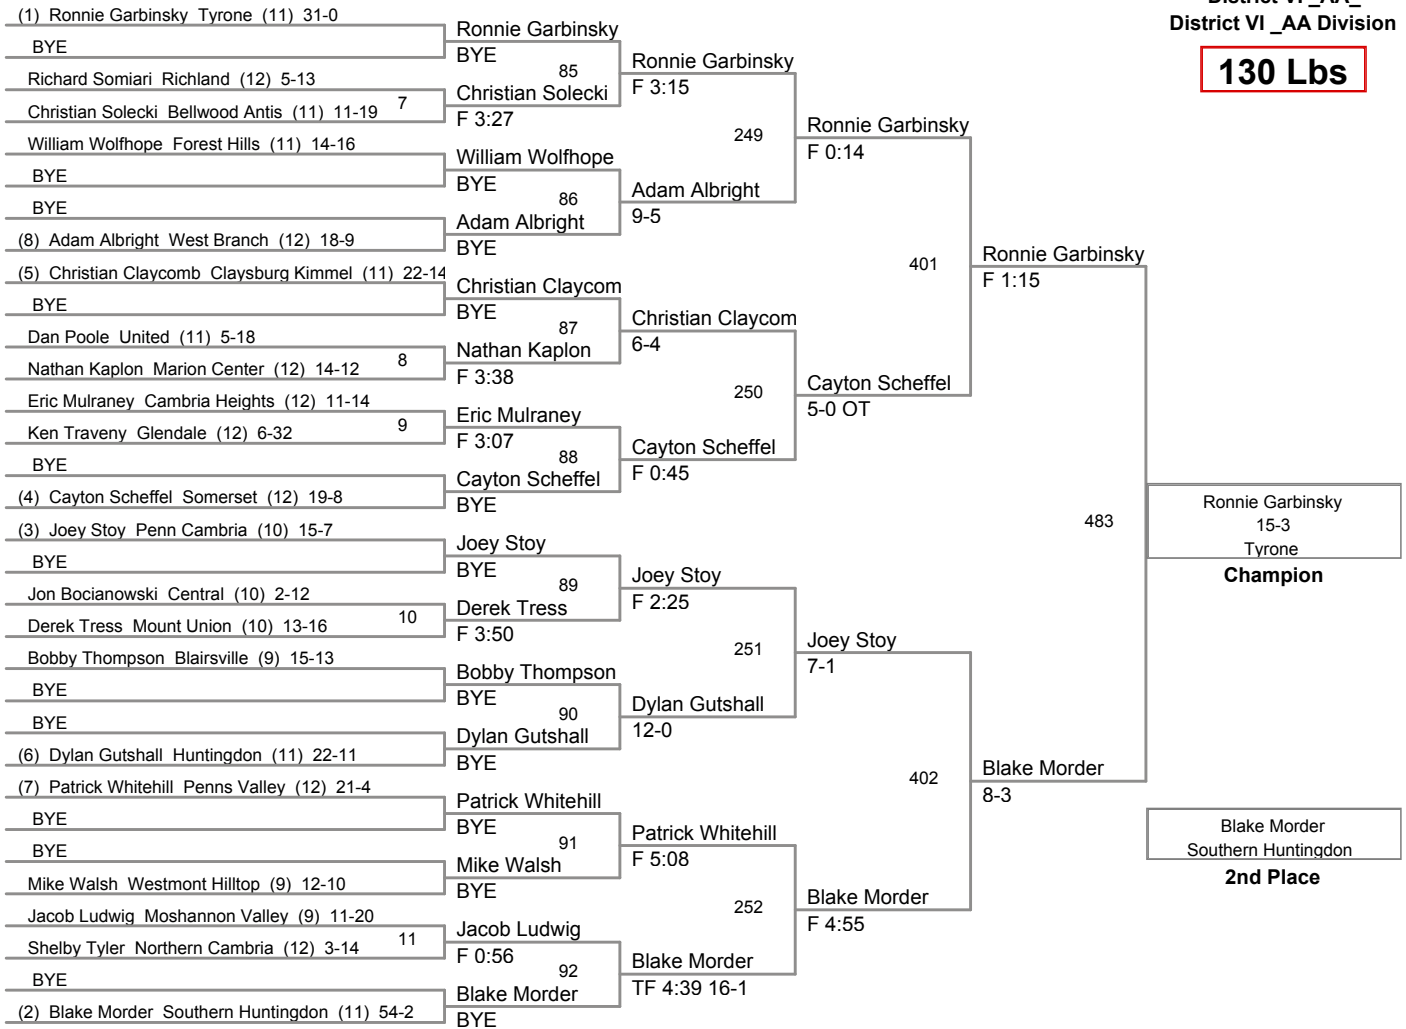 District VI _AA_
District VI _AA Division
130 Lbs
(1) Ronnie Garbinsky Tyrone (11) 31-0
BYE
Richard Somiari Richland (12) 5-13
Christian Solecki Bellwood Antis (11) 11-19
7
William Wolfhope Forest Hills (11) 14-16
BYE
BYE
(8) Adam Albright West Branch (12) 18-9
(5) Christian Claycomb Claysburg Kimmel (11) 22-14
BYE
Dan Poole United (11) 5-18
Nathan Kaplon Marion Center (12) 14-12
8
Eric Mulraney Cambria Heights (12) 11-14
Ken Traveny Glendale (12) 6-32
9
BYE
(4) Cayton Scheffel Somerset (12) 19-8
(3) Joey Stoy Penn Cambria (10) 15-7
BYE
Jon Bocianowski Central (10) 2-12
Derek Tress Mount Union (10) 13-16
10
Bobby Thompson Blairsville (9) 15-13
BYE
BYE
(6) Dylan Gutshall Huntingdon (11) 22-11
(7) Patrick Whitehill Penns Valley (12) 21-4
BYE
BYE
Mike Walsh Westmont Hilltop (9) 12-10
Jacob Ludwig Moshannon Valley (9) 11-20
Shelby Tyler Northern Cambria (12) 3-14
11
BYE
(2) Blake Morder Southern Huntingdon (11) 54-2
Ronnie Garbinsky
BYE
85
Christian Solecki
F 3:27
William Wolfhope
BYE
86
Adam Albright
BYE
Christian Claycom
BYE
87
Nathan Kaplon
F 3:38
Eric Mulraney
F 3:07
88
Cayton Scheffel
BYE
Joey Stoy
BYE
89
Derek Tress
F 3:50
Bobby Thompson
BYE
90
Dylan Gutshall
BYE
Patrick Whitehill
BYE
91
Mike Walsh
BYE
Jacob Ludwig
F 0:56
92
Blake Morder
BYE
Ronnie Garbinsky
F 3:15
249
Adam Albright
9-5
Christian Claycom
6-4
250
Cayton Scheffel
F 0:45
Joey Stoy
F 2:25
251
Dylan Gutshall
12-0
Patrick Whitehill
F 5:08
252
Blake Morder
TF 4:39 16-1
Ronnie Garbinsky
F 0:14
401
Cayton Scheffel
5-0 OT
Joey Stoy
7-1
402
Blake Morder
F 4:55
Ronnie Garbinsky
F 1:15
483
Blake Morder
8-3
Ronnie Garbinsky
15-3
Tyrone
Champion
Blake Morder
Southern Huntingdon
2nd Place